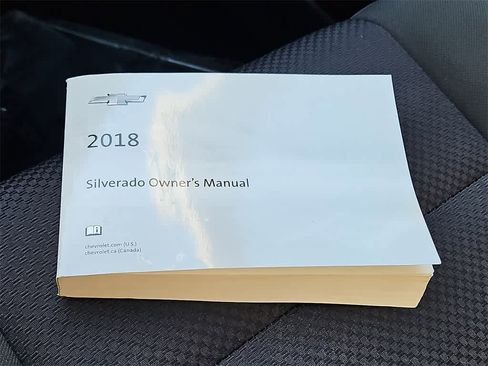 2018
Silverado Owner's Manual
chevrolet.com (U.S.)
chevrolet.ca (Canada)